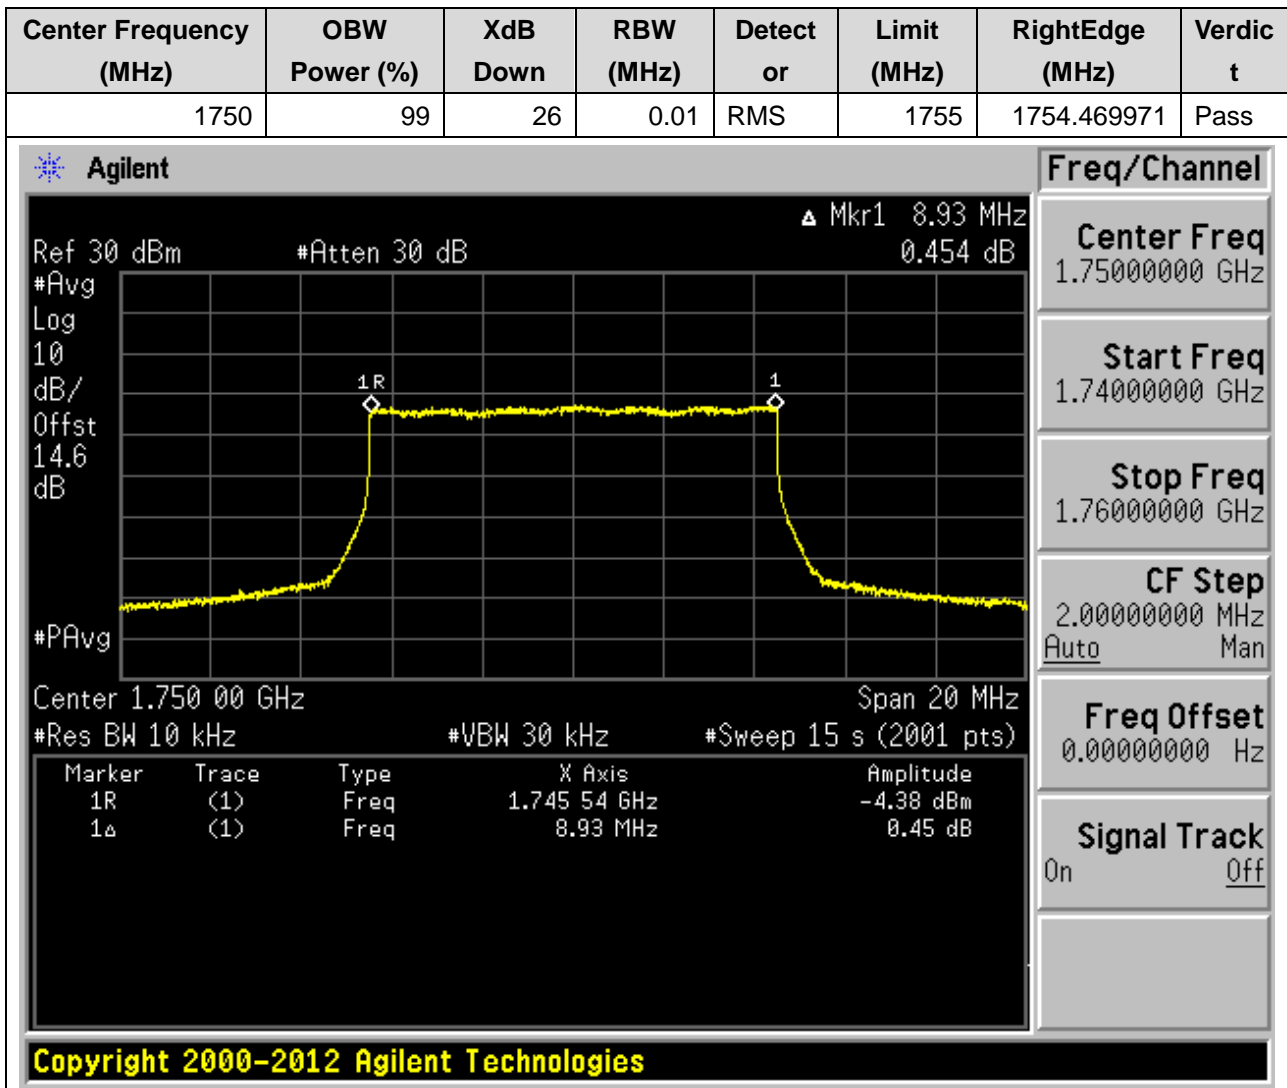 Center Frequency (MHz) OBW Power (%) XdB Down RBW (MHz) Detect or Limit (MHz) RightEdge (MHz) Verdic t
1750 99 26 0.01 RMS 1755 1754.469971 Pass
Agilent
Freq/Channel
Δ Mkr1 8.93 MHz
Ref 30 dBm #Atten 30 dB 0.454 dB
#Avg
Log
10
dB/
Offst
14.6
dB
1R
1
#PAvg
Center 1.750 00 GHz Span 20 MHz
#Res BW 10 kHz #VBW 30 kHz #Sweep 15 s (2001 pts)
Marker Trace Type X Axis Amplitude
1R (1) Freq 1.745 54 GHz -4.38 dBm
1Δ (1) Freq 8.93 MHz 0.45 dB
Center Freq
1.75000000 GHz
Start Freq
1.74000000 GHz
Stop Freq
1.76000000 GHz
CF Step
2.00000000 MHz
Auto Man
Freq Offset
0.00000000 Hz
Signal Track
On Off
Copyright 2000-2012 Agilent Technologies